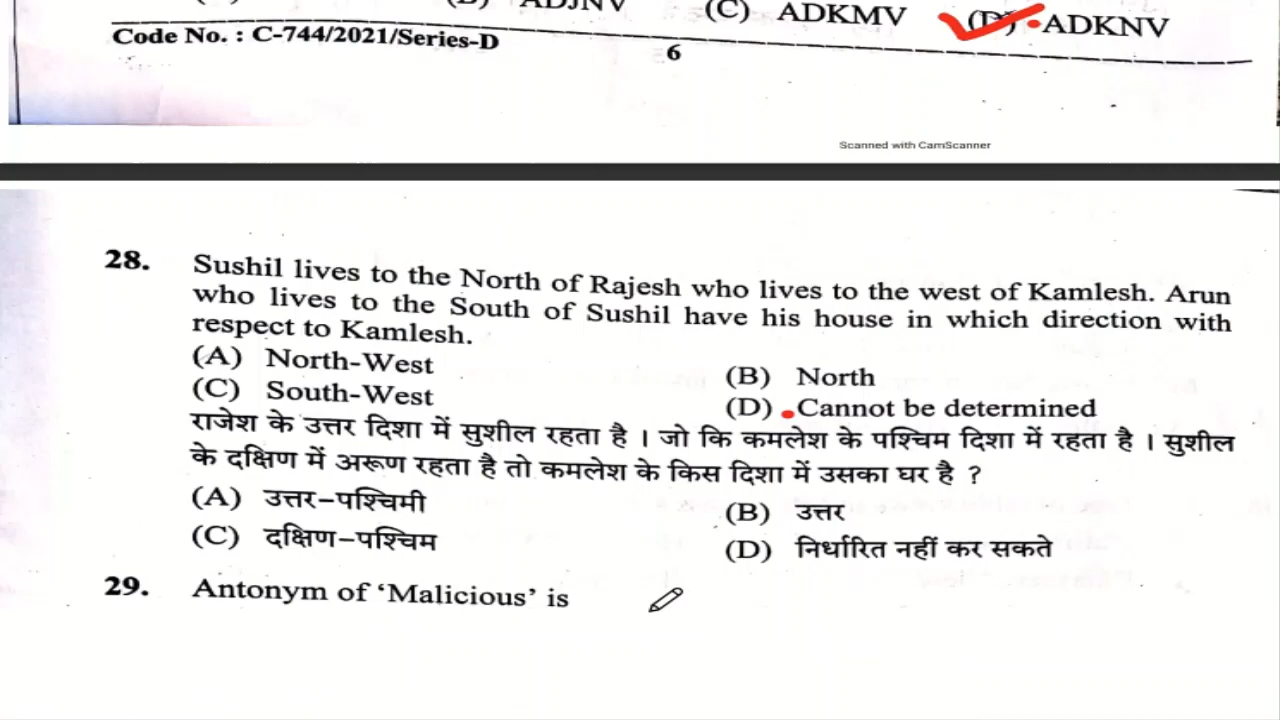 (C) ADKMV (D) ADKNV
Code No. : C-744/2021/Series-D
6
Scanned with CamScanner
28. Sushil lives to the North of Rajesh who lives to the west of Kamlesh. Arun
who lives to the South of Sushil have his house in which direction with
respect to Kamlesh.
(A) North-West
(B) North
(C) South-West
(D) Cannot be determined
राजेश के उत्तर दिशा में सुशील रहता है । जो कि कमलेश के पश्चिम दिशा में रहता है । सुशील
के दक्षिण में अरूण रहता है तो कमलेश के किस दिशा में उसका घर है ?
(A) उत्तर-पश्चिमी
(B) उत्तर
(C) दक्षिण-पश्चिम
(D) निर्धारित नहीं कर सकते
29. Antonym of ‘Malicious’ is